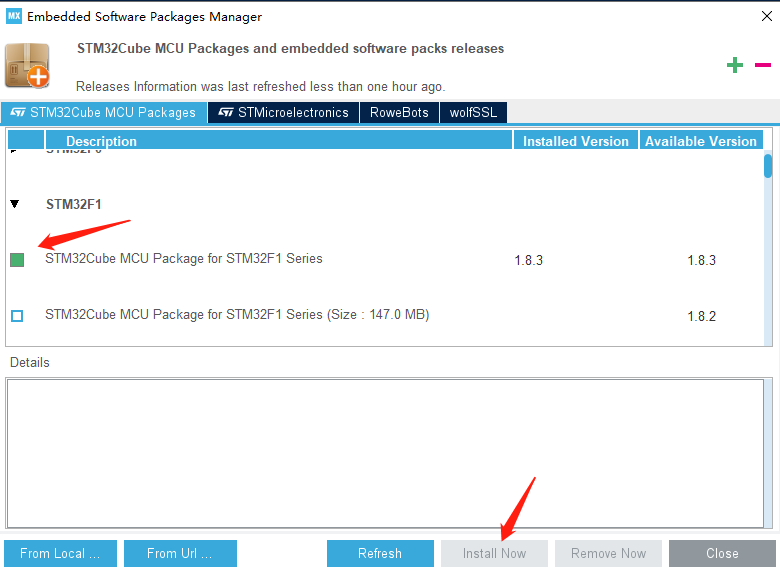 MX Embedded Software Packages Manager
STM32Cube MCU Packages and embedded software packs releases
Releases Information was last refreshed less than one hour ago.
STM32Cube MCU Packages STMicroelectronics RoweBots wolfSSL
Description Installed Version Available Version
STM32F0
STM32F1
STM32Cube MCU Package for STM32F1 Series 1.8.3 1.8.3
STM32Cube MCU Package for STM32F1 Series (Size : 147.0 MB) 1.8.2
Details
From Local ... From Url ... Refresh Install Now Remove Now Close